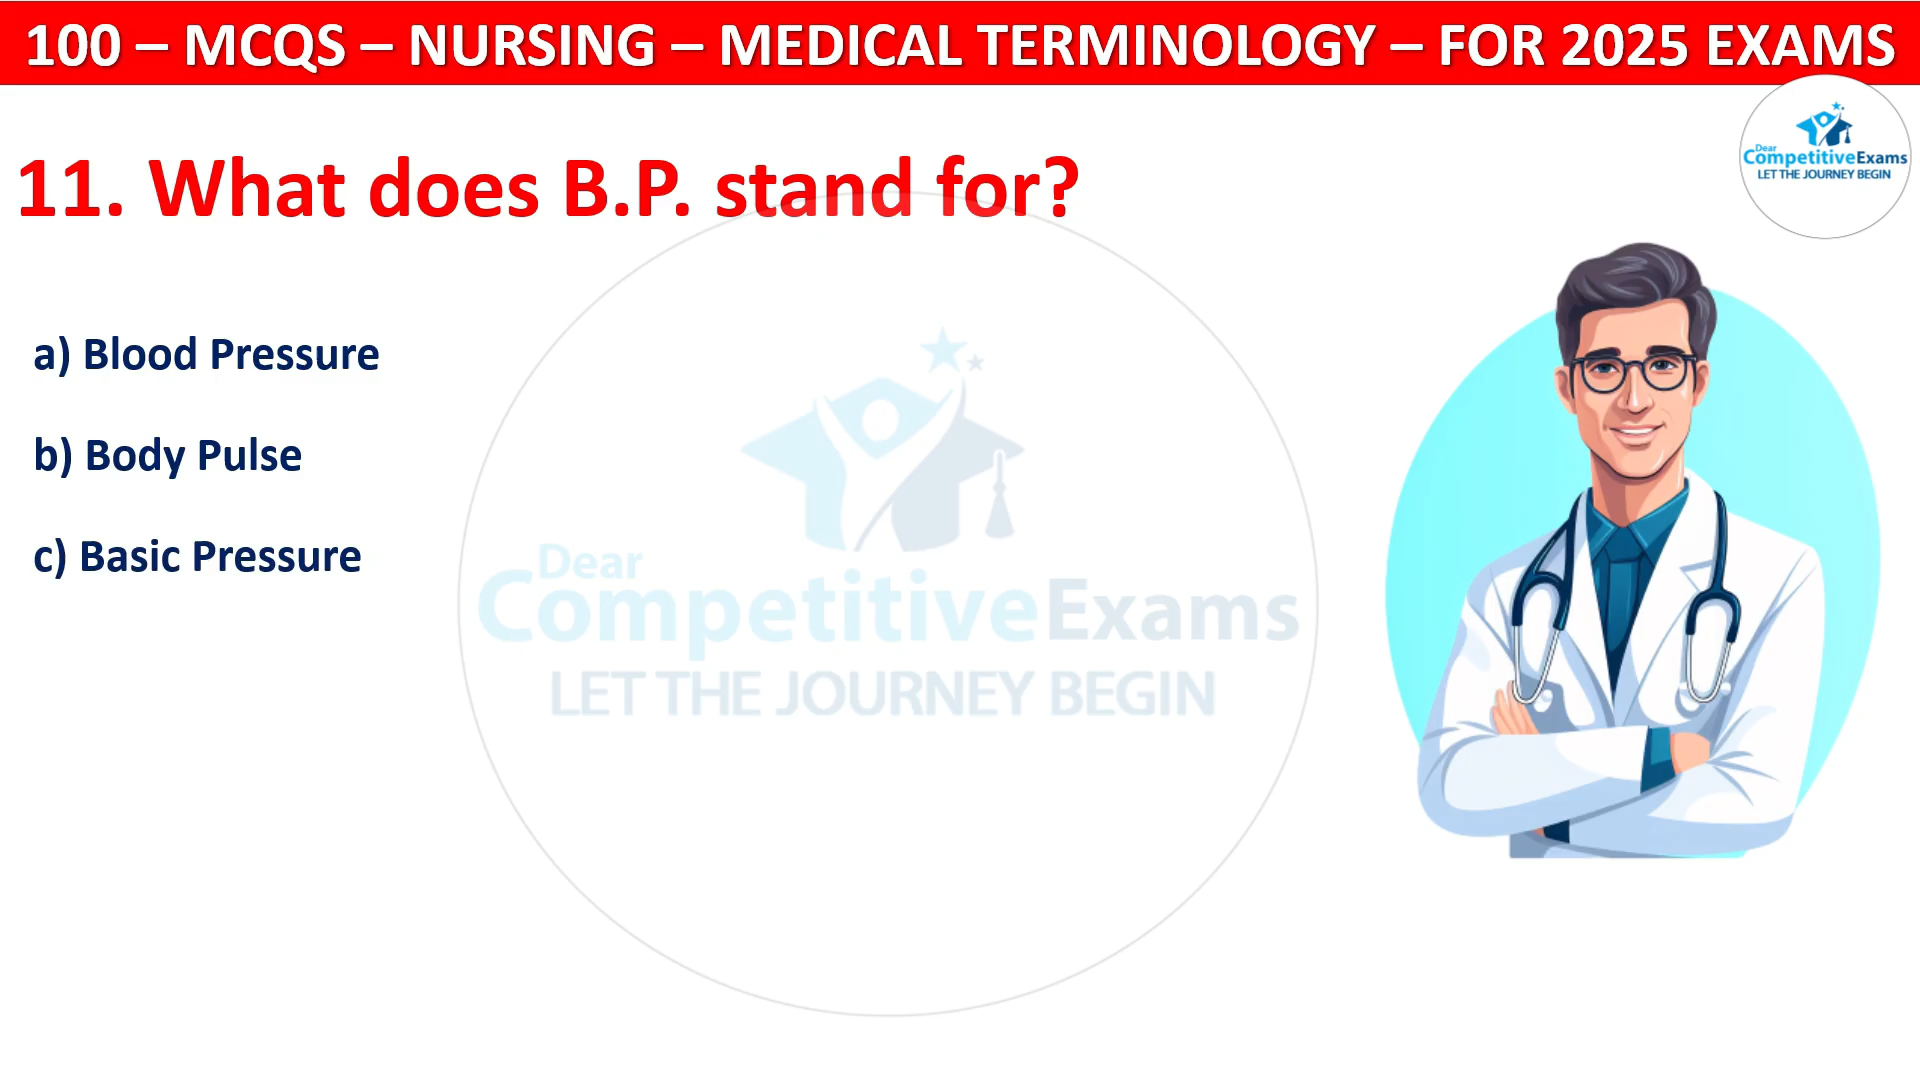 100 – MCQS – NURSING – MEDICAL TERMINOLOGY – FOR 2025 EXAMS
Dear
CompetitiveExams
LET THE JOURNEY BEGIN
11. What does B.P. stand for?
a) Blood Pressure
b) Body Pulse
c) Basic Pressure
Dear
CompetitiveExams
LET THE JOURNEY BEGIN